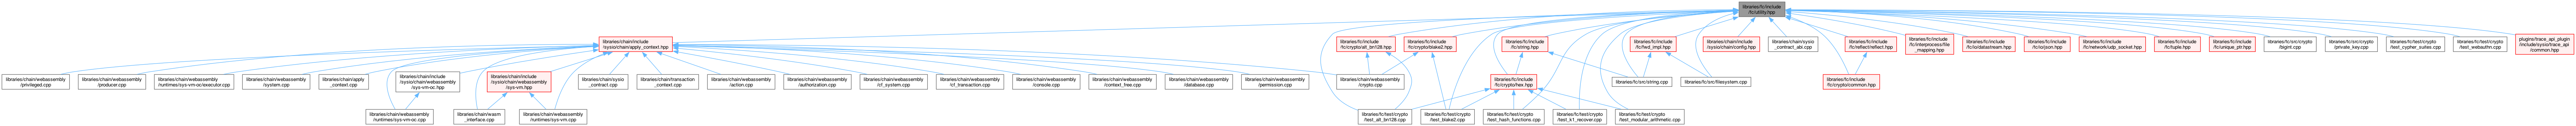 libraries/fc/include
/fc/utility.hpp
libraries/chain/include
/sysio/chain/apply_context.hpp
libraries/fc/include
/fc/crypto/alt_bn128.hpp
libraries/fc/include
/fc/crypto/blake2.hpp
libraries/fc/include
/fc/string.hpp
libraries/fc/include
/fc/fwd_impl.hpp
libraries/chain/include
/sysio/chain/config.hpp
libraries/chain/sysio
_contract_abi.cpp
libraries/fc/include
/fc/reflect/reflect.hpp
libraries/fc/include
/fc/interprocess/file
_mapping.hpp
libraries/fc/include
/fc/io/datastream.hpp
libraries/fc/include
/fc/io/json.hpp
libraries/fc/include
/fc/network/udp_socket.hpp
libraries/fc/include
/fc/tuple.hpp
libraries/fc/include
/fc/unique_ptr.hpp
libraries/fc/src/crypto
/bigint.cpp
libraries/fc/src/crypto
/private_key.cpp
libraries/fc/test/crypto
/test_cypher_suites.cpp
libraries/fc/test/crypto
/test_webauthn.cpp
plugins/trace_api_plugin
/include/sysio/trace_api
/common.hpp
libraries/chain/webassembly
/privileged.cpp
libraries/chain/webassembly
/producer.cpp
libraries/chain/webassembly
/runtimes/sys-vm-oc/executor.cpp
libraries/chain/webassembly
/system.cpp
libraries/chain/apply
_context.cpp
libraries/chain/include
/sysio/chain/webassembly
/sys-vm-oc.hpp
libraries/chain/include
/sysio/chain/webassembly
/sys-vm.hpp
libraries/chain/sysio
_contract.cpp
libraries/chain/transaction
_context.cpp
libraries/chain/webassembly
/action.cpp
libraries/chain/webassembly
/authorization.cpp
libraries/chain/webassembly
/cf_system.cpp
libraries/chain/webassembly
/cf_transaction.cpp
libraries/chain/webassembly
/console.cpp
libraries/chain/webassembly
/context_free.cpp
libraries/chain/webassembly
/database.cpp
libraries/chain/webassembly
/permission.cpp
libraries/chain/webassembly
/crypto.cpp
libraries/fc/include
/fc/crypto/hex.hpp
libraries/fc/src/string.cpp
libraries/fc/src/filesystem.cpp
libraries/fc/include
/fc/crypto/common.hpp
libraries/chain/webassembly
/runtimes/sys-vm-oc.cpp
libraries/chain/wasm
_interface.cpp
libraries/chain/webassembly
/runtimes/sys-vm.cpp
libraries/fc/test/crypto
/test_alt_bn128.cpp
libraries/fc/test/crypto
/test_blake2.cpp
libraries/fc/test/crypto
/test_hash_functions.cpp
libraries/fc/test/crypto
/test_k1_recover.cpp
libraries/fc/test/crypto
/test_modular_arithmetic.cpp